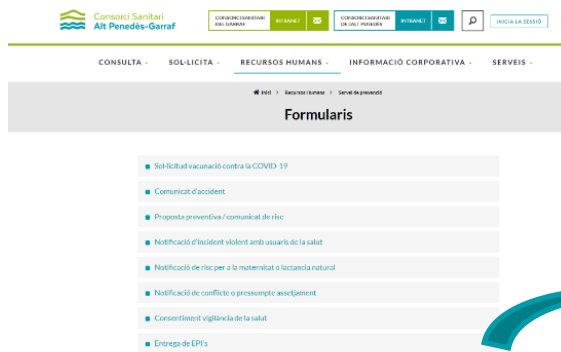 Consorci Sanitari
Alt Penedès-Garraf
CONSORCI SANITARI
DEL GARRAF
INTRANET
CONSORCI SANITARI
DE L'ALT PENEDÈS
INTRANET
INICIA LA SESSIÓ
CONSULTA
SOL·LICITA
RECURSOS HUMANS
INFORMACIÓ CORPORATIVA
SERVEIS
Inici > Recursos Humans > Servei de prevenció
Formularis
Sol·licitud vacunació contra la COVID-19
Comunicat d'accident
Proposta preventiva / comunicat de risc
Notificació d'incident violent amb usuaris de la salut
Notificació de risc per a la maternitat o lactancia natural
Notificació de conflicte o pressumpte assetjament
Consentiment vigilància de la salut
Entrega de EPI's